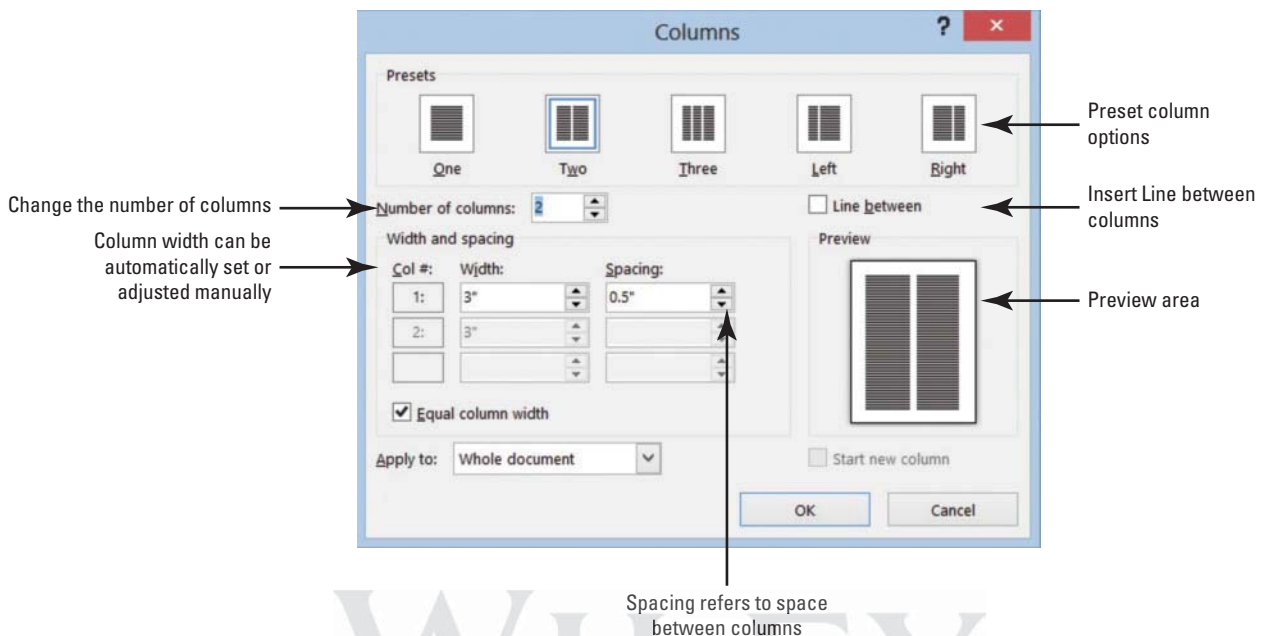 Columns
?
×
Presets
One
Two
Three
Left
Right
Preset column
options
Change the number of columns
Number of columns:
2
Line between
Insert Line between
columns
Column width can be
automatically set or
adjusted manually
Width and spacing
Col #:
Width:
Spacing:
1:
3"
0.5"
2:
3"
Equal column width
Preview
Preview area
Apply to:
Whole document
Start new column
OK
Cancel
Spacing refers to space
between columns
WILEY